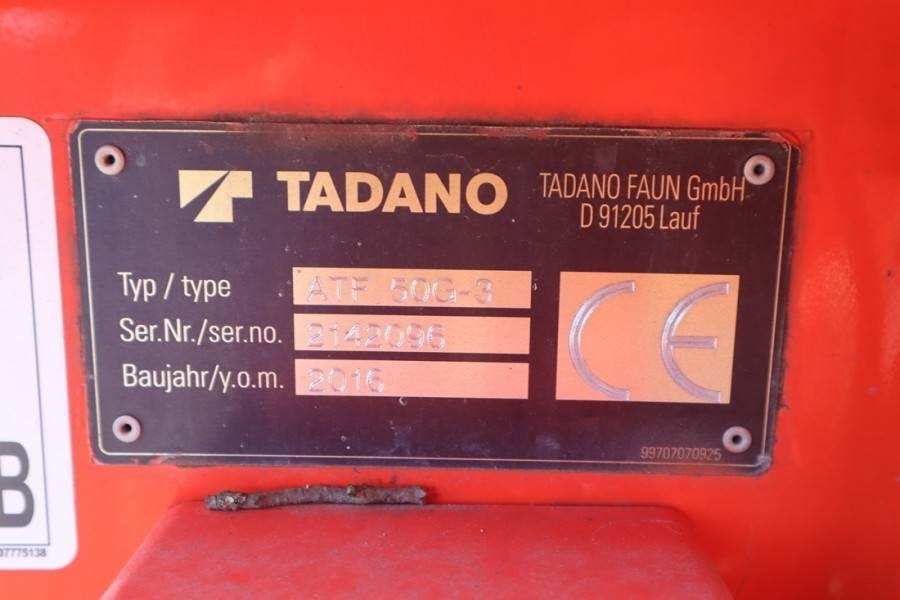 TADANO
TADANO FAUN GmbH
D 91205 Lauf
Typ / type ATF 50G-3
Ser.Nr./ser.no. 2142096
Baujahr/y.o.m. 2016
CE
99707070925
B
07775138